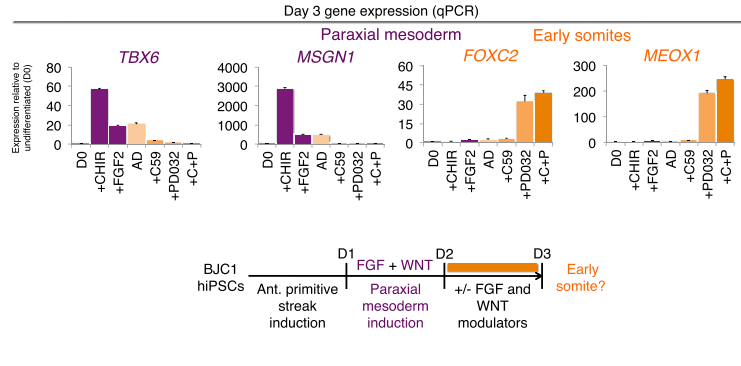 Day 3 gene expression (qPCR)
Paraxial mesoderm
Early somites
TBX6
MSGN1
FOXC2
MEOX1
Expression relative to
undifferentiated (D0)
80
60
40
20
0
D0
+CHIR
+FGF2
AD
+C59
+PD032
+C+P
4000
3000
2000
1000
0
D0
+CHIR
+FGF2
AD
+C59
+PD032
+C+P
60
45
30
15
0
D0
+CHIR
+FGF2
AD
+C59
+PD032
+C+P
300
200
100
0
D0
+CHIR
+FGF2
AD
+C59
+PD032
+C+P
D1
D2
D3
FGF + WNT
BJC1
hiPSCs
Ant. primitive
streak
induction
Paraxial
mesoderm
induction
+/- FGF and
WNT
modulators
Early
somite?